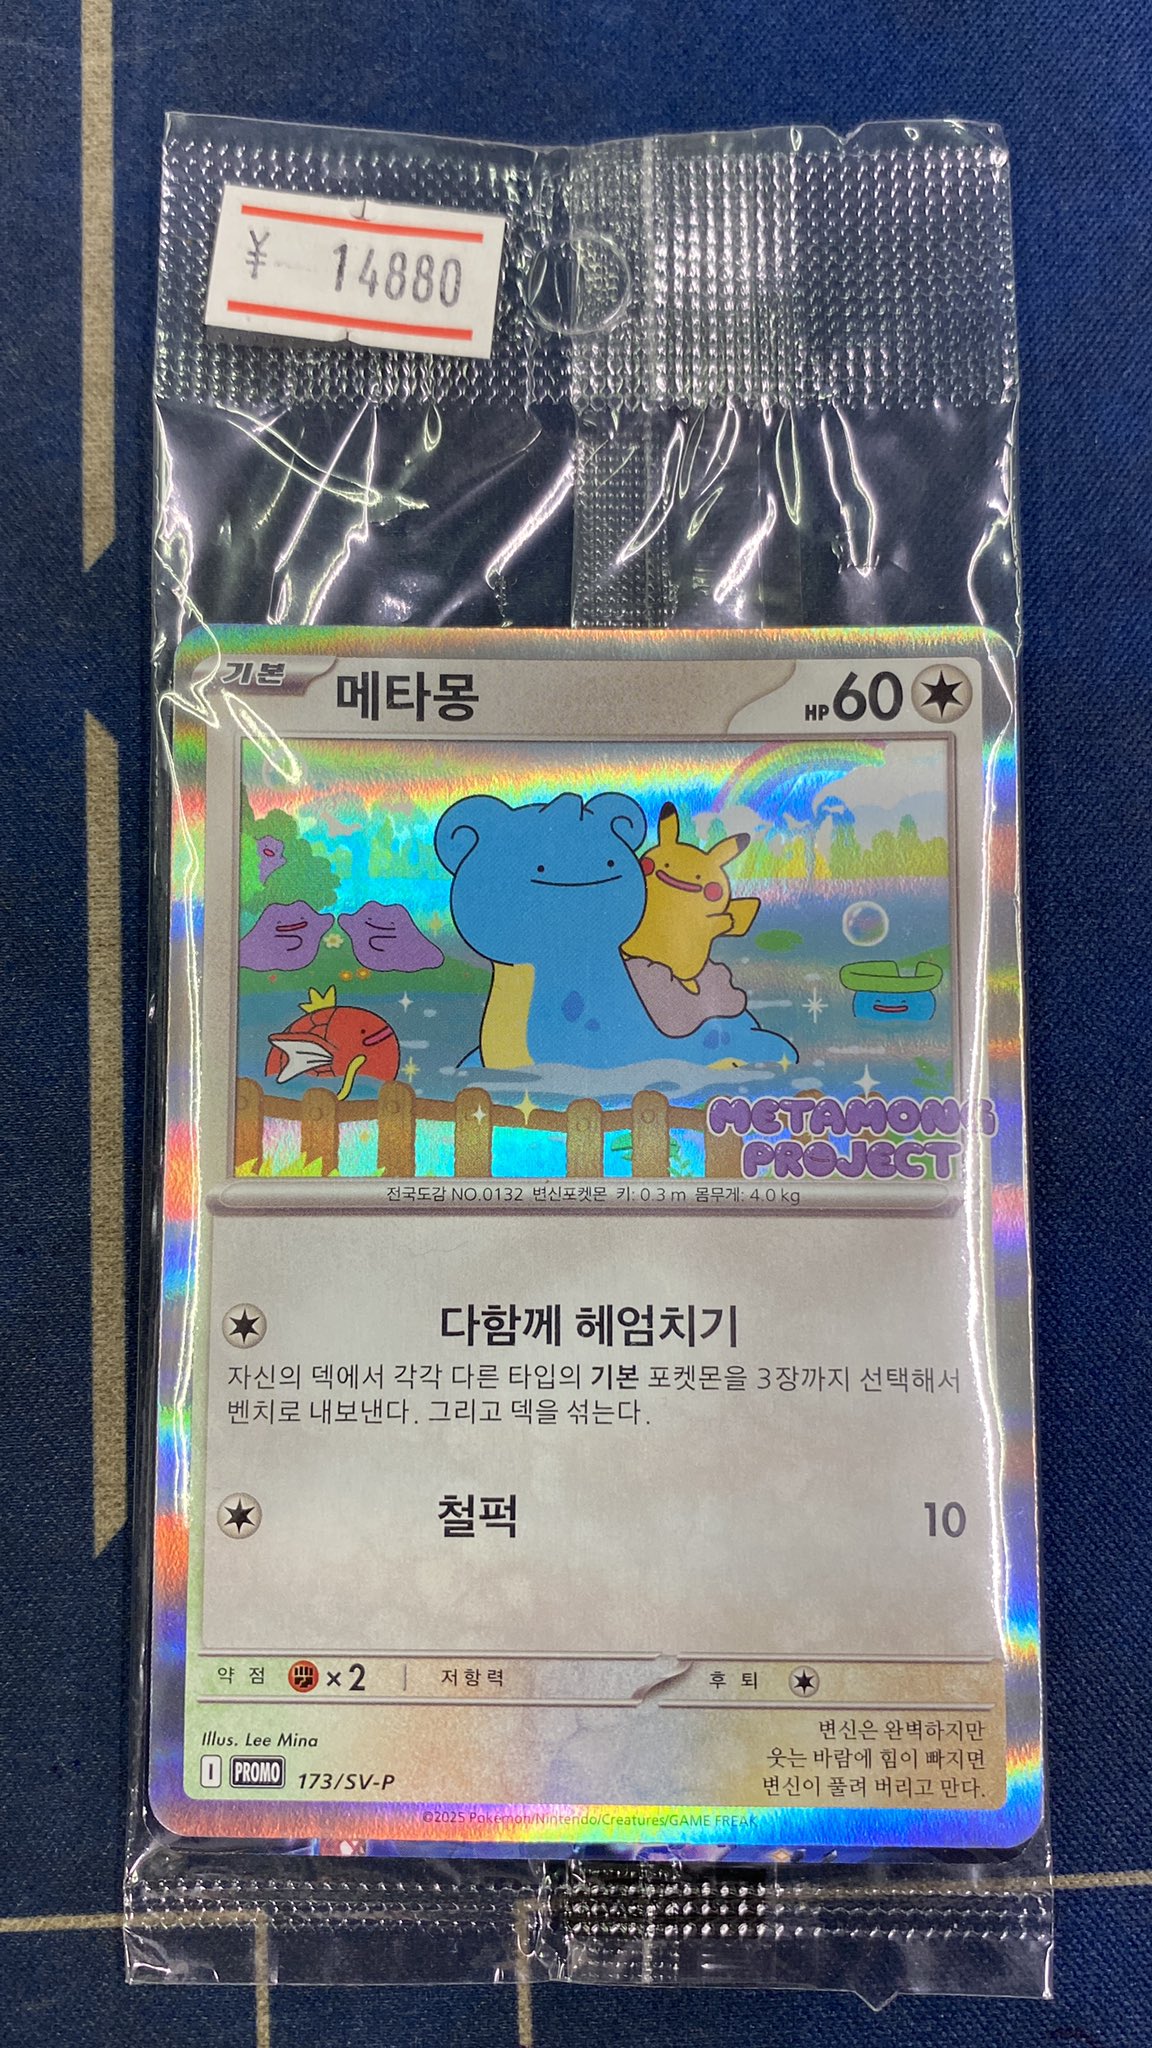 ¥ 14880
기본 메타몽 HP 60
METAMONG
PROJECT
전국도감 NO.0132 변신포켓몬 키: 0.3 m 몸무게: 4.0 kg
다함께 헤엄치기
자신의 덱에서 각각 다른 타입의 기본 포켓몬을 3장까지 선택해서
벤치로 내보낸다. 그리고 덱을 섞는다.
철퍽 10
약점 ×2 저항력 후퇴
Illus. Lee Mina
I PROMO 173/SV-P
변신은 완벽하지만
웃는 바람에 힘이 빠지면
변신이 풀려 버리고 만다.
©2025 Pokémon/Nintendo/Creatures/GAME FREAK